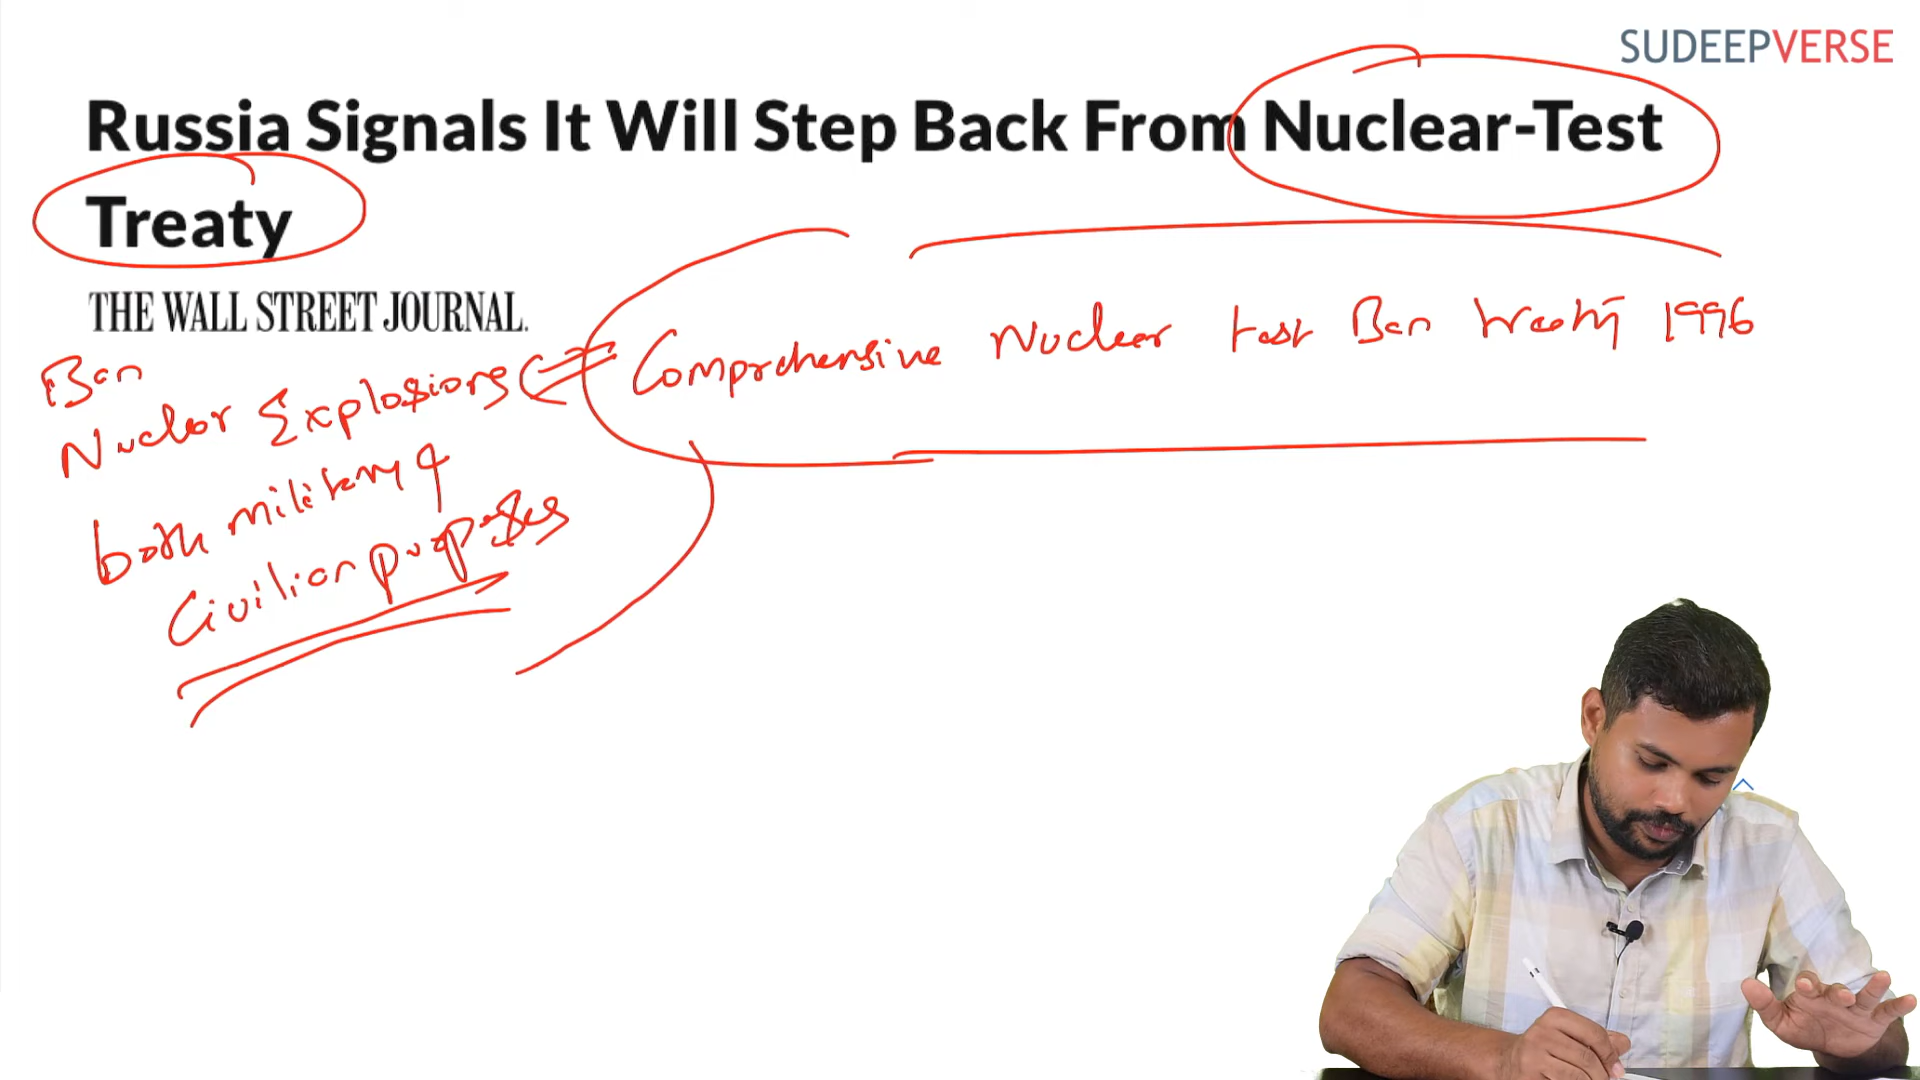 SUDEEPVERSE
Russia Signals It Will Step Back From Nuclear-Test
Treaty
THE WALL STREET JOURNAL.
Comprehensive Nuclear test Ban treaty 1996
Ban
Nuclear Explosions
both military &
Civilian purposes